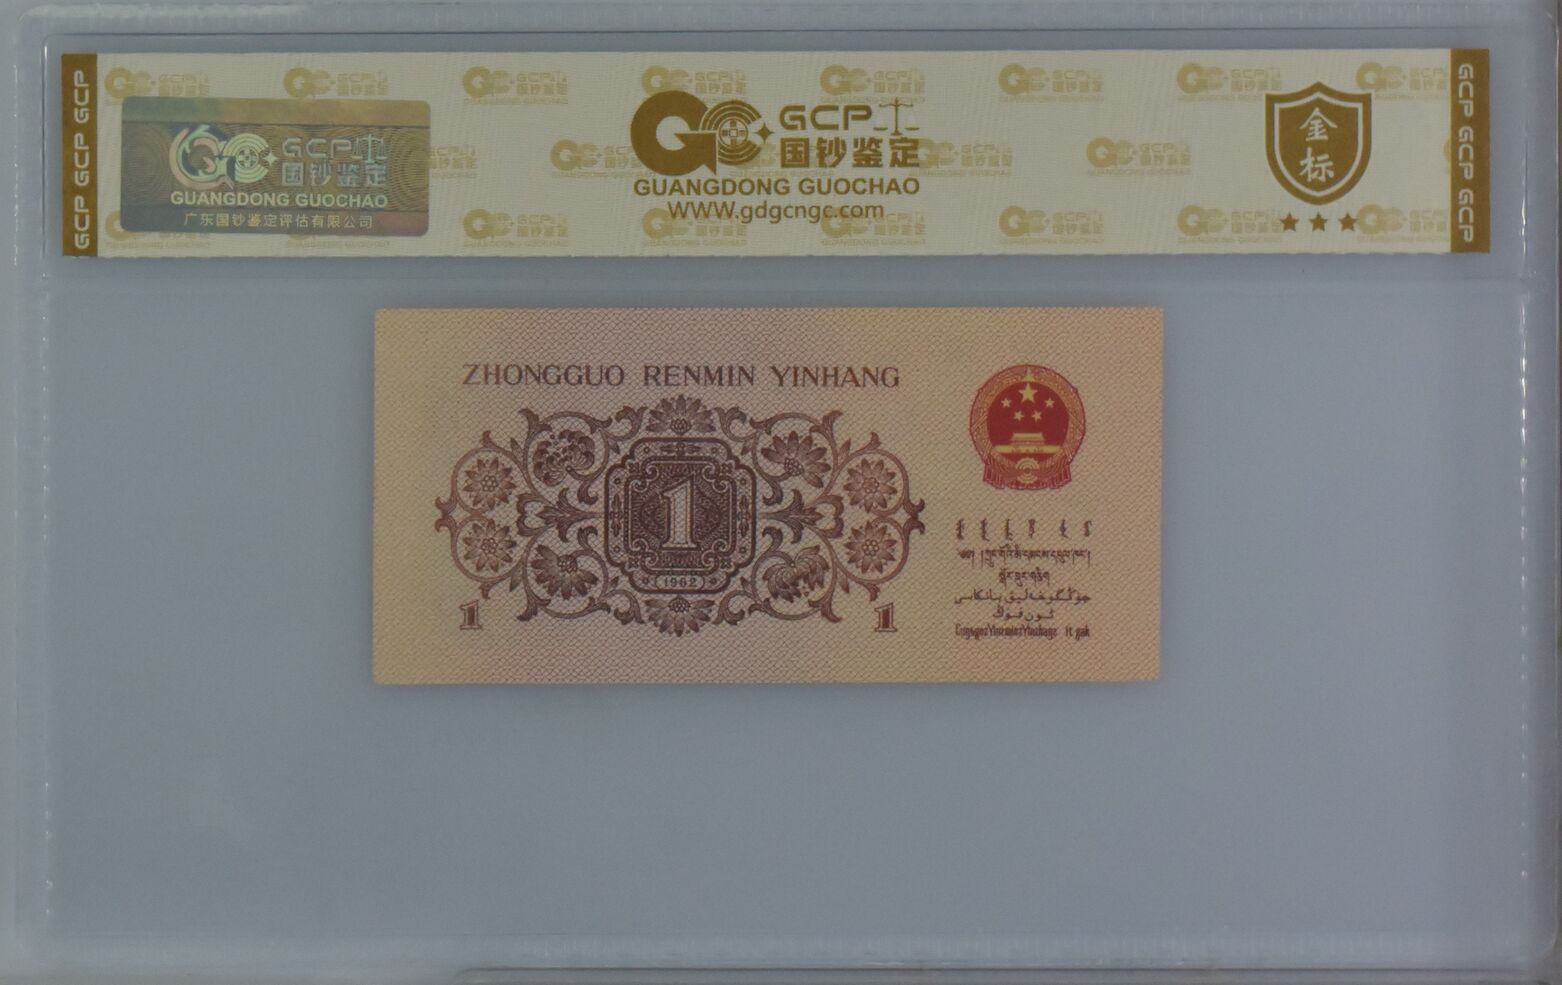 GCP GCP GCP
GCP
国钞鉴定
GUANGDONG GUOCHAO
广东国钞鉴定评估有限公司
GCP
国钞鉴定
GUANGDONG GUOCHAO
WWW.gdgcngc.com
金
标
GCP GCP GCP
ZHONGGUO RENMIN YINHANG
1
(1962)
1
1